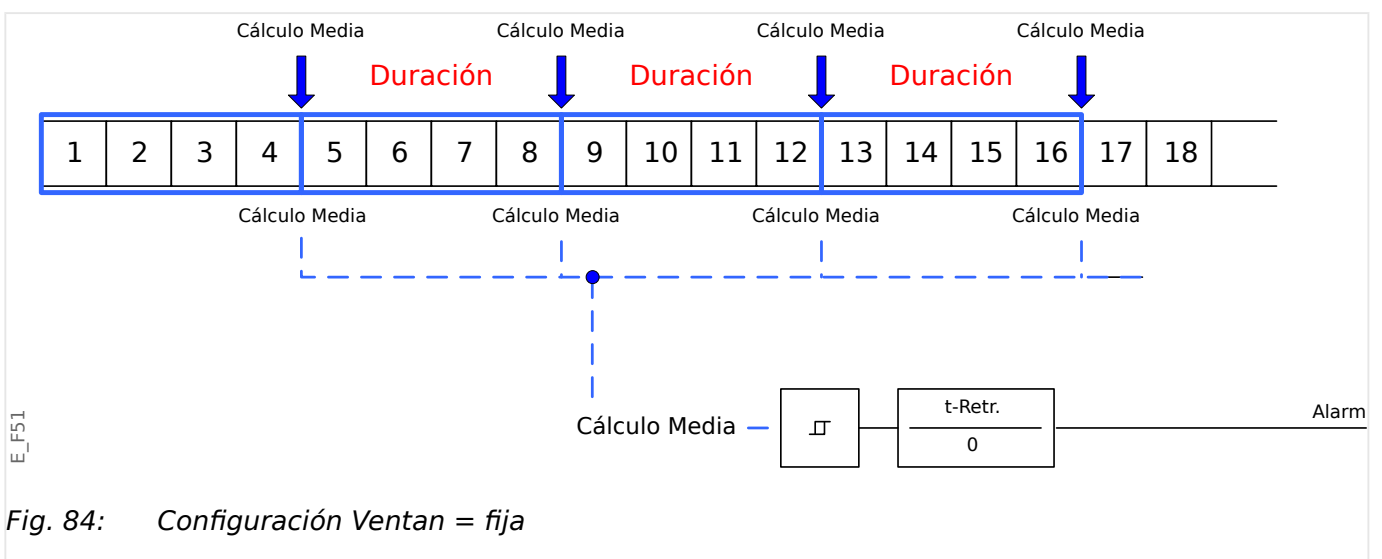 Cálculo Media Cálculo Media Cálculo Media Cálculo Media
Duración Duración Duración
1 2 3 4 5 6 7 8 9 10 11 12 13 14 15 16 17 18
Cálculo Media Cálculo Media Cálculo Media Cálculo Media
Cálculo Media
t-Retr.
0
Alarm
E_F51
Fig. 84: Configuración Ventan = fija